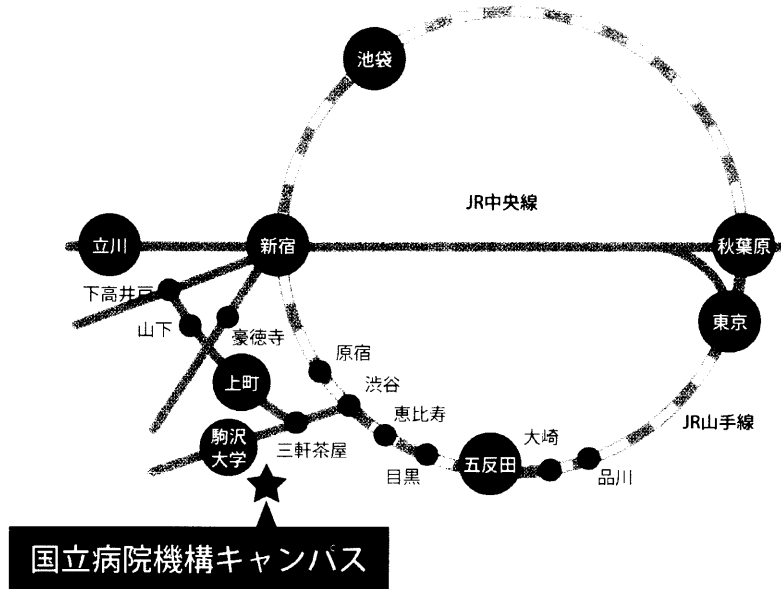 池袋
JR中央線
立川
新宿
秋葉原
下高井戸
山下
豪徳寺
東京
原宿
上町
渋谷
恵比寿
大崎
JR山手線
駒沢
大学
三軒茶屋
目黒
五反田
品川
国立病院機構キャンパス